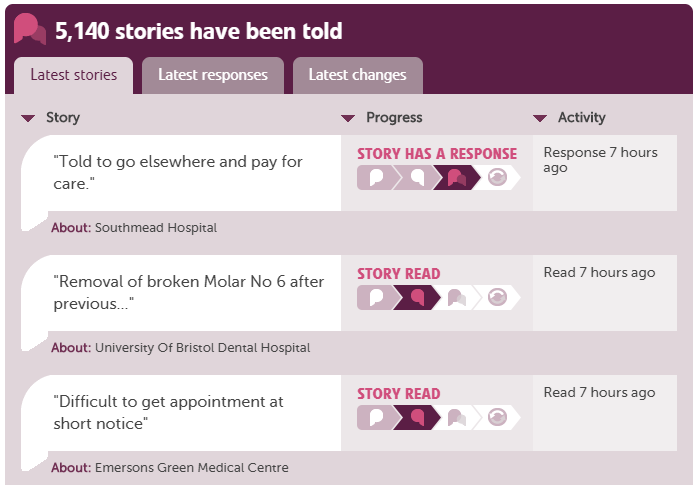 5,140 stories have been told
Latest stories
Latest responses
Latest changes
Story
Progress
Activity
"Told to go elsewhere and pay for
care."
STORY HAS A RESPONSE
Response 7 hours
ago
About: Southmead Hospital
"Removal of broken Molar No 6 after
previous..."
STORY READ
Read 7 hours ago
About: University Of Bristol Dental Hospital
"Difficult to get appointment at
short notice"
STORY READ
Read 7 hours ago
About: Emersons Green Medical Centre